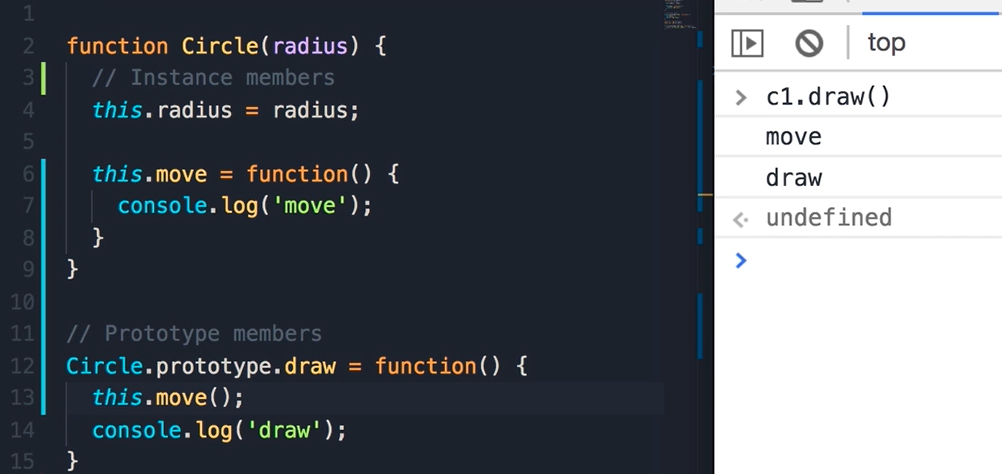 1
2 function Circle(radius) {
3 // Instance members
4 this.radius = radius;
5
6 this.move = function() {
7 console.log('move');
8 }
9 }
10
11 // Prototype members
12 Circle.prototype.draw = function() {
13 this.move();
14 console.log('draw');
15 }
top
> c1.draw()
move
draw
undefined
>